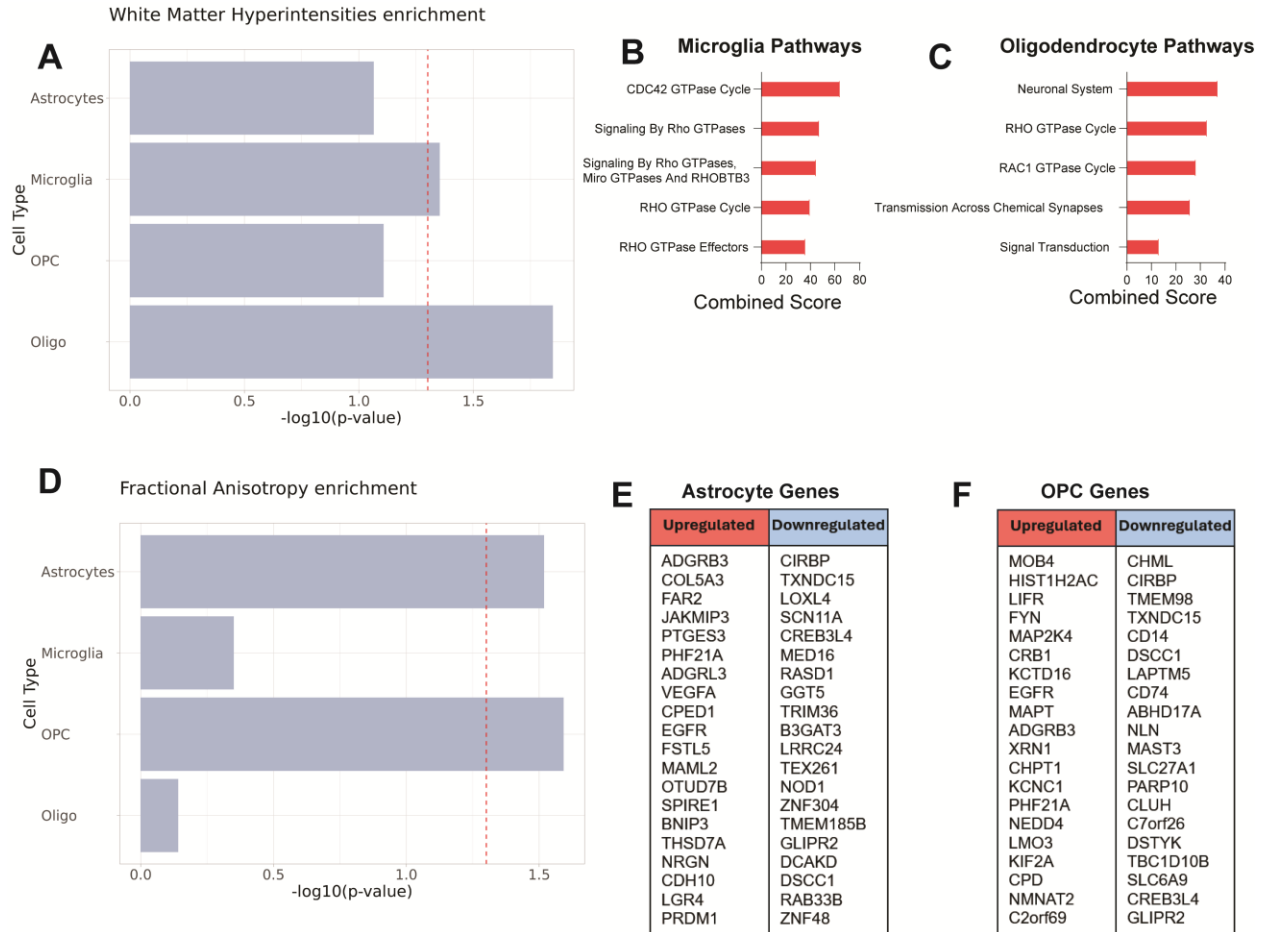 White Matter Hyperintensities enrichment
A
Cell Type
Astrocytes
Microglia
OPC
Oligo
0.0 0.5 1.0 1.5
-log10(p-value)
B
Microglia Pathways
CDC42 GTPase Cycle
Signaling By Rho GTPases
Signaling By Rho GTPases,
Miro GTPases And RHOBTB3
RHO GTPase Cycle
RHO GTPase Effectors
0 20 40 60 80
Combined Score
C
Oligodendrocyte Pathways
Neuronal System
RHO GTPase Cycle
RAC1 GTPase Cycle
Transmission Across Chemical Synapses
Signal Transduction
0 10 20 30 40
Combined Score
D
Fractional Anisotropy enrichment
Cell Type
Astrocytes
Microglia
OPC
Oligo
0.0 0.5 1.0 1.5
-log10(p-value)
E
Astrocyte Genes
Upregulated Downregulated
ADGRB3 CIRBP
COL5A3 TXNDC15
FAR2 LOXL4
JAKMIP3 SCN11A
PTGES3 CREB3L4
PHF21A MED16
ADGRL3 RASD1
VEGFA GGT5
CPED1 TRIM36
EGFR B3GAT3
FSTL5 LRRC24
MAML2 TEX261
OTUD7B NOD1
SPIRE1 ZNF304
BNIP3 TMEM185B
THSD7A GLIPR2
NRGN DCAKD
CDH10 DSCC1
LGR4 RAB33B
PRDM1 ZNF48
F
OPC Genes
Upregulated Downregulated
MOB4 CHML
HIST1H2AC CIRBP
LIFR TMEM98
FYN TXNDC15
MAP2K4 CD14
CRB1 DSCC1
KCTD16 LAPTM5
EGFR CD74
MAPT ABHD17A
ADGRB3 NLN
XRN1 MAST3
CHPT1 SLC27A1
KCNC1 PARP10
PHF21A CLUH
NEDD4 C7orf26
LMO3 DSTYK
KIF2A TBC1D10B
CPD SLC6A9
NMNAT2 CREB3L4
C2orf69 GLIPR2